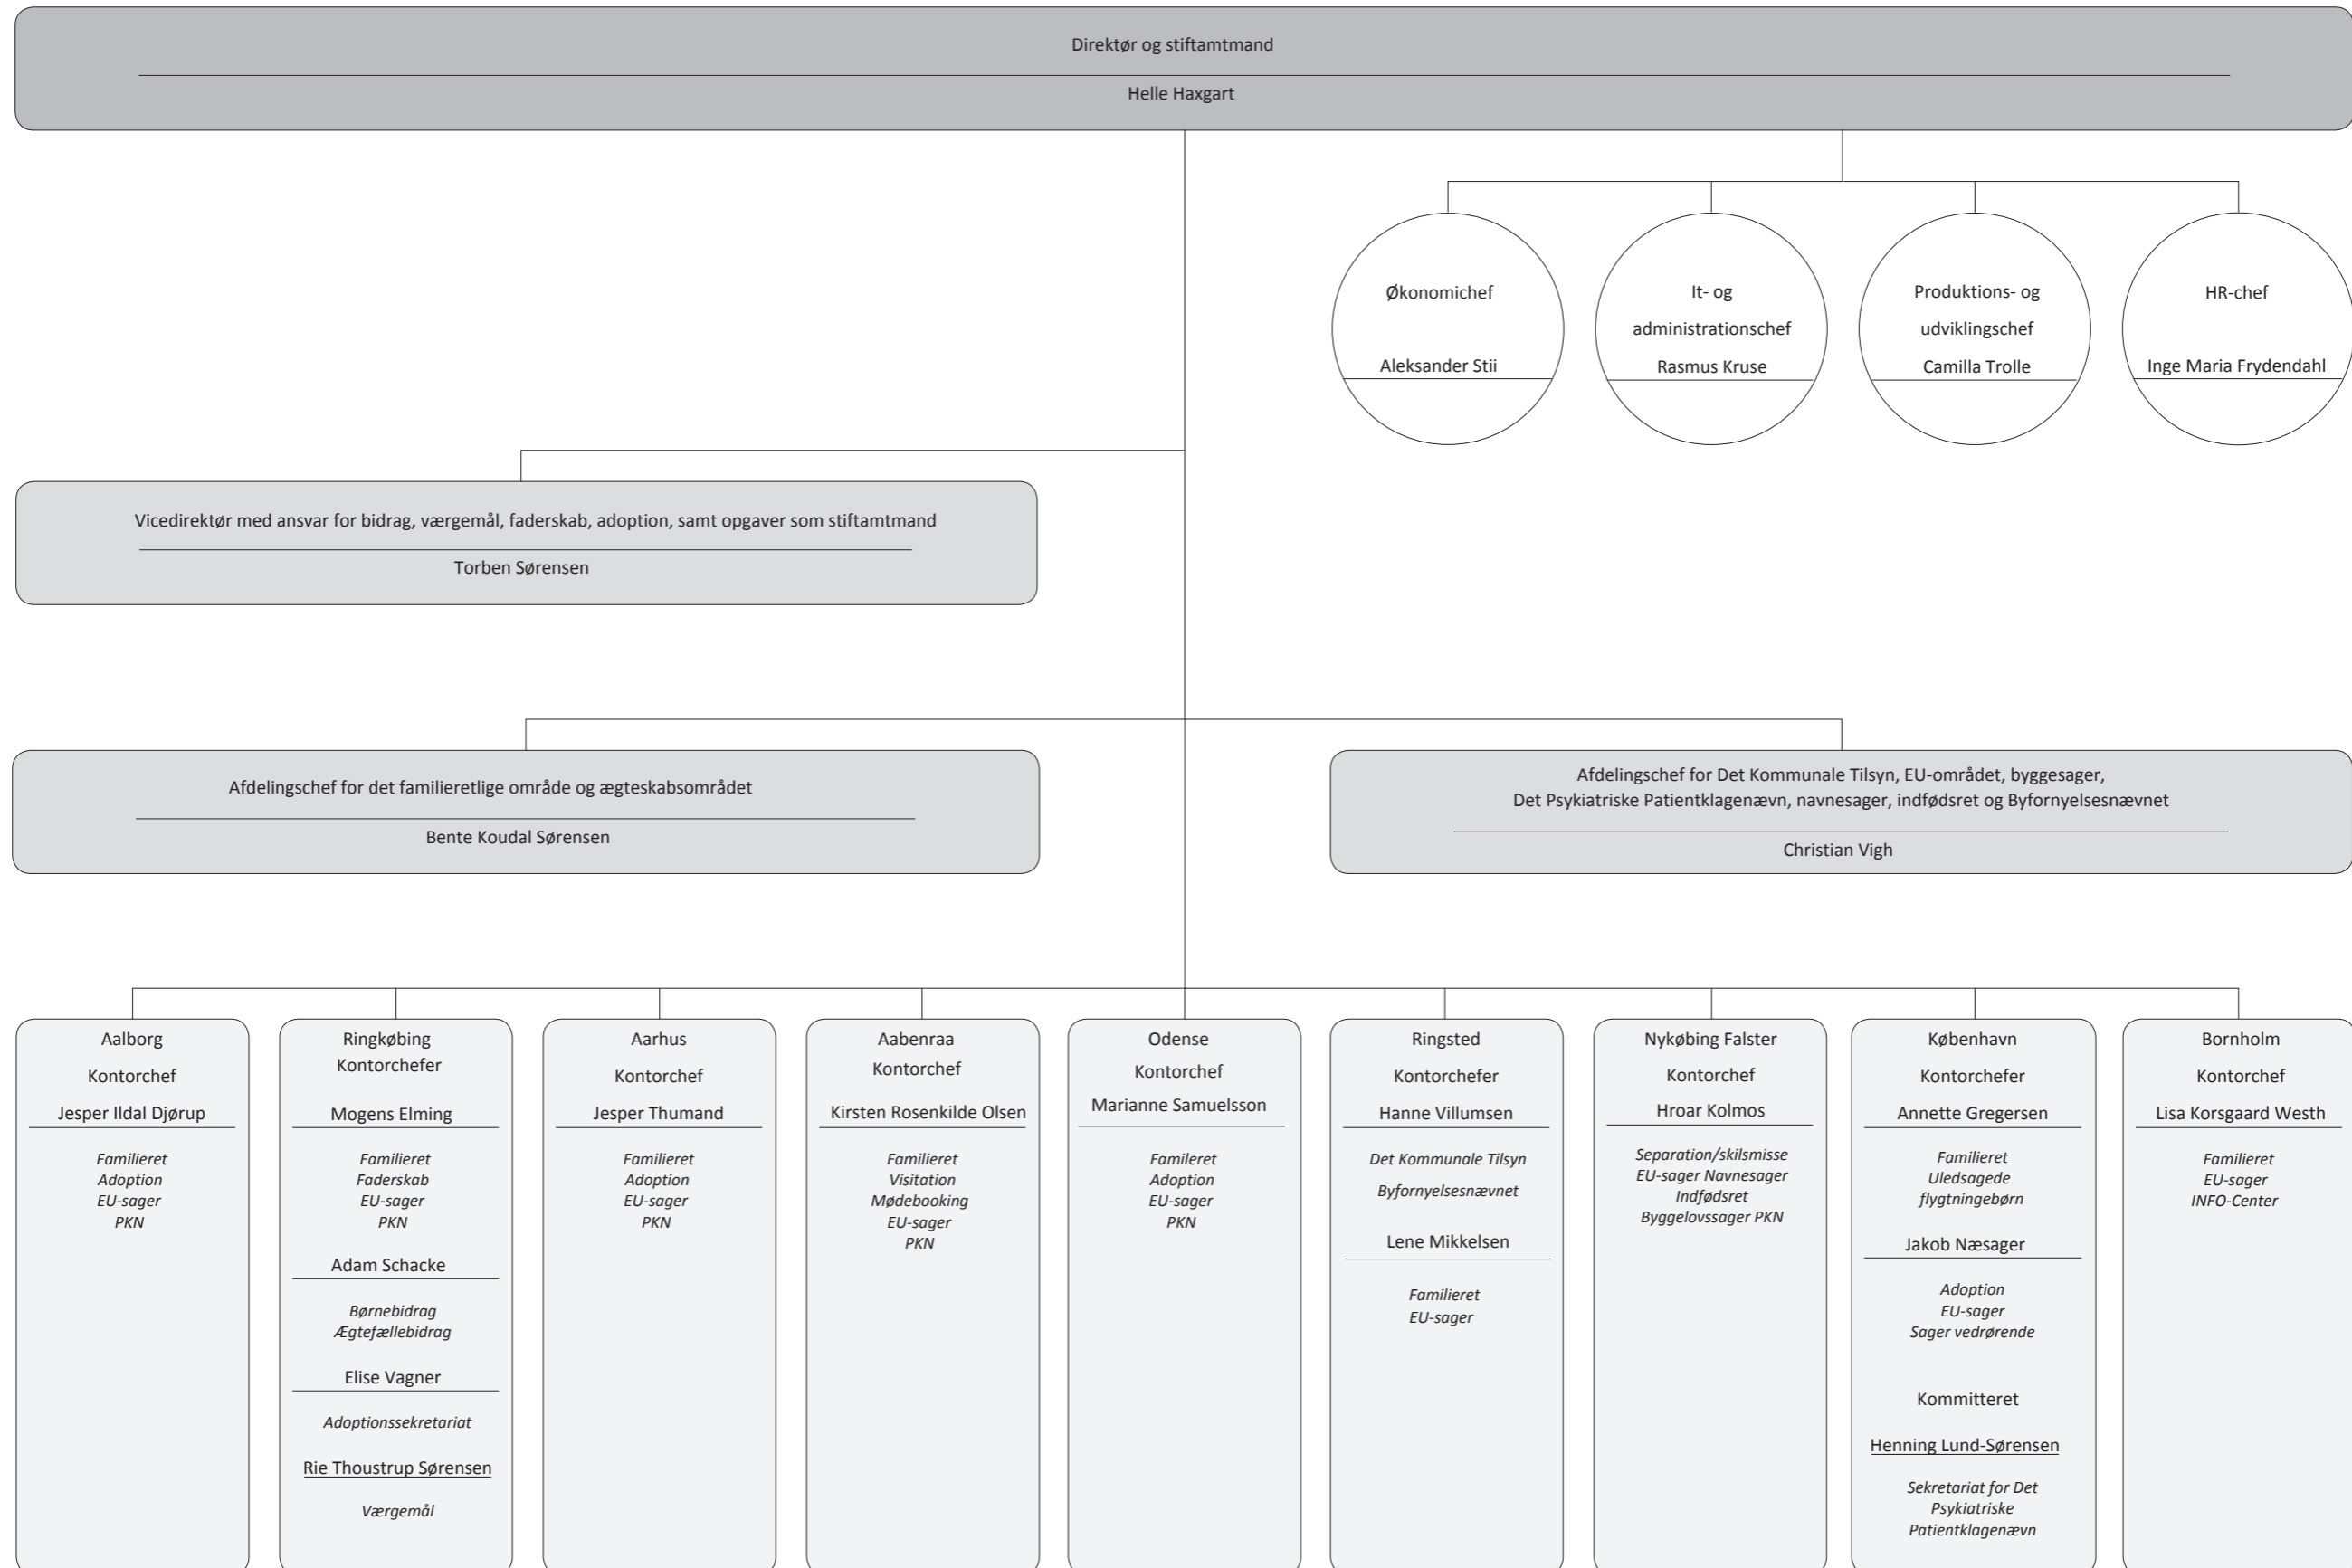 Direktør og stiftamtmand
Helle Haxgart
Økonomichef
Aleksander Stii
It- og
administrationschef
Rasmus Kruse
Produktions- og
udviklingschef
Camilla Trolle
HR-chef
Inge Maria Frydendahl
Vicedirektør med ansvar for bidrag, værgemål, faderskab, adoption, samt opgaver som stiftamtmand
Torben Sørensen
Afdelingschef for det familieretlige område og ægteskabsområdet
Bente Koudal Sørensen
Afdelingschef for Det Kommunale Tilsyn, EU-området, byggesager,
Det Psykiatriske Patientklagenævn, navnesager, indfødsret og Byfornyelsesnævnet
Christian Vigh
Aalborg
Kontorchef
Jesper Ildal Djørup
Familieret
Adoption
EU-sager
PKN
Ringkøbing
Kontorchefer
Mogens Elming
Familieret
Faderskab
EU-sager
PKN
Adam Schacke
Børnebidrag
Ægtefællebidrag
Elise Vagner
Adoptionssekretariat
Rie Thoustrup Sørensen
Værgemål
Aarhus
Kontorchef
Jesper Thumand
Familieret
Adoption
EU-sager
PKN
Aabenraa
Kontorchef
Kirsten Rosenkilde Olsen
Familieret
Visitation
Mødebooking
EU-sager
PKN
Odense
Kontorchef
Marianne Samuelsson
Famileret
Adoption
EU-sager
PKN
Ringsted
Kontorchefer
Hanne Villumsen
Det Kommunale Tilsyn
Byfornyelsesnævnet
Lene Mikkelsen
Familieret
EU-sager
Nykøbing Falster
Kontorchef
Hroar Kolmos
Separation/skilsmisse
EU-sager Navnesager
Indfødsret
Byggelovssager PKN
København
Kontorchefer
Annette Gregersen
Familieret
Uledsagede
flygtningebørn
Jakob Næsager
Adoption
EU-sager
Sager vedrørende
Kommitteret
Henning Lund-Sørensen
Sekretariat for Det
Psykiatriske
Patientklagenævn
Bornholm
Kontorchef
Lisa Korsgaard Westh
Familieret
EU-sager
INFO-Center